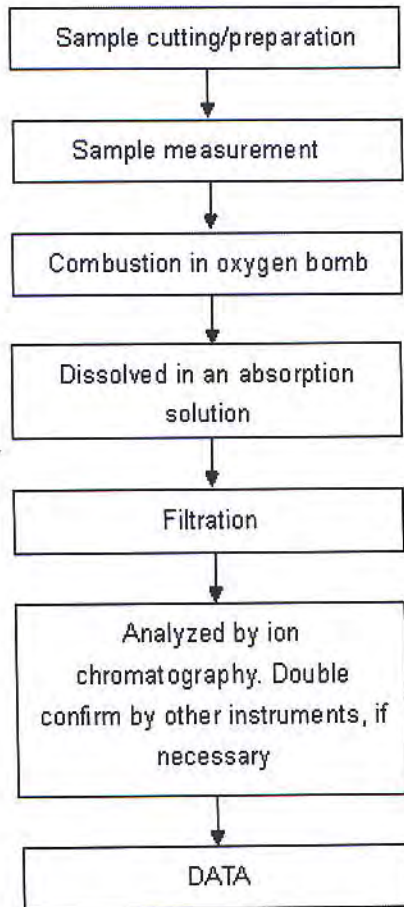 Sample cutting/preparation
Sample measurement
Combustion in oxygen bomb
Dissolved in an absorption
solution
Filtration
Analyzed by ion
chromatography. Double
confirm by other instruments, if
necessary
DATA